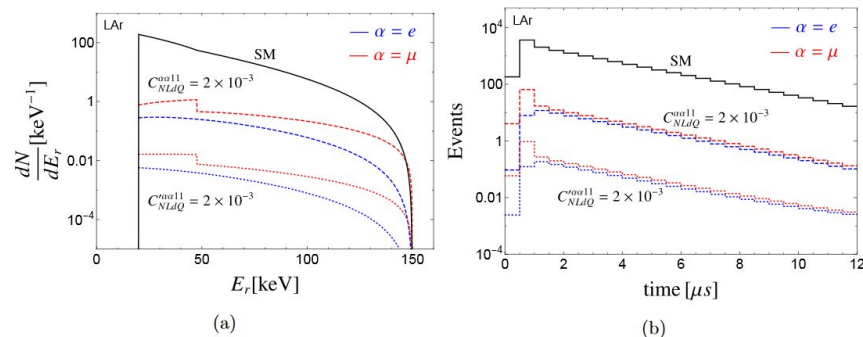 LAr
SM
α = e
α = μ
C_{NLdQ}^{αα11} = 2 × 10^{-3}
C'_{NLdQ}^{αα11} = 2 × 10^{-3}
dN/dE_r [keV^{-1}]
100
1
0.01
10^{-4}
0 50 100 150
E_r[keV]
(a)
LAr
SM
α = e
α = μ
C_{NLdQ}^{αα11} = 2 × 10^{-3}
C'_{NLdQ}^{αα11} = 2 × 10^{-3}
Events
10^4
100
1
0.01
10^{-4}
0 2 4 6 8 10 12
time [μs]
(b)